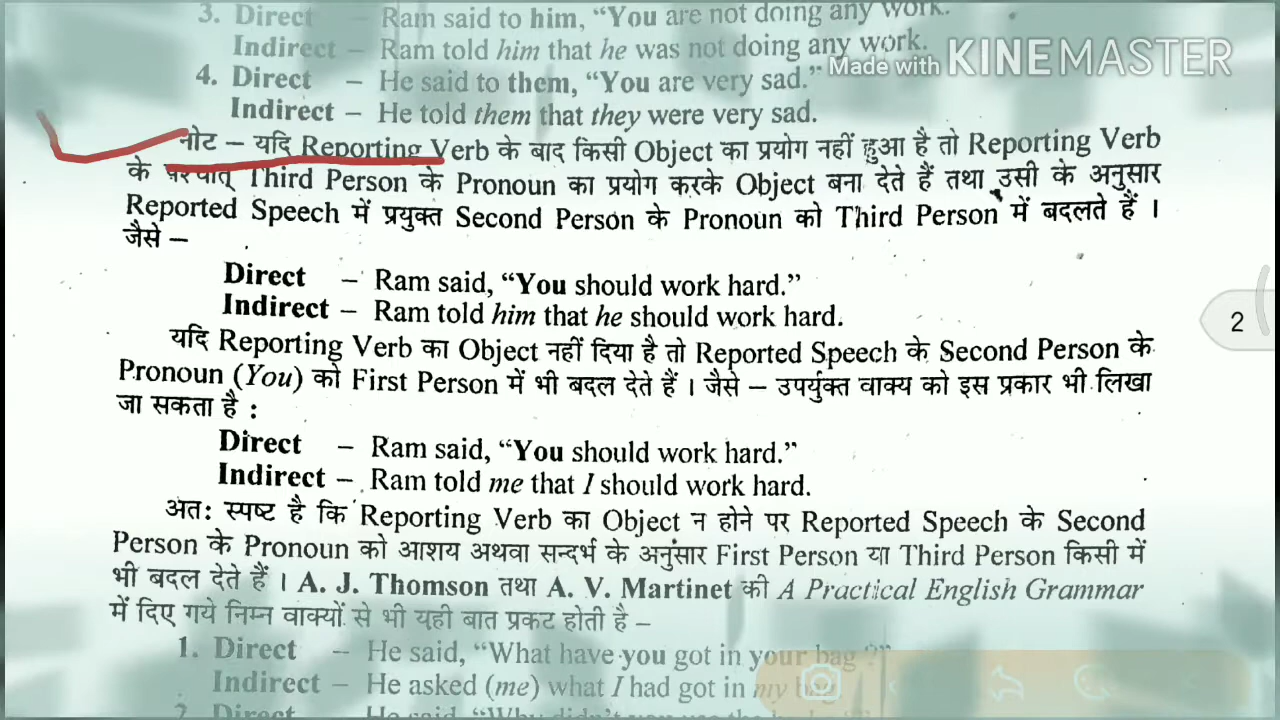 3. Direct – Ram said to him, “You are not doing any work.
Indirect – Ram told him that he was not doing any work.
Made with KINEMASTER
4. Direct – He said to them, “You are very sad.”
Indirect – He told them that they were very sad.
नोट – यदि Reporting Verb के बाद किसी Object का प्रयोग नहीं हुआ है तो Reporting Verb
के पश्चात् Third Person के Pronoun का प्रयोग करके Object बना देते हैं तथा उसी के अनुसार
Reported Speech में प्रयुक्त Second Person के Pronoun को Third Person में बदलते हैं ।
जैसे –
Direct – Ram said, “You should work hard.”
Indirect – Ram told him that he should work hard.
2
यदि Reporting Verb का Object नहीं दिया है तो Reported Speech के Second Person के
Pronoun (You) को First Person में भी बदल देते हैं । जैसे – उपर्युक्त वाक्य को इस प्रकार भी लिखा
जा सकता है :
Direct – Ram said, “You should work hard.”
Indirect – Ram told me that I should work hard.
अतः स्पष्ट है कि Reporting Verb का Object न होने पर Reported Speech के Second
Person के Pronoun को आशय अथवा सन्दर्भ के अनुसार First Person या Third Person किसी में
भी बदल देते हैं । A. J. Thomson तथा A. V. Martinet की A Practical English Grammar
में दिए गये निम्न वाक्यों से भी यही बात प्रकट होती है –
1. Direct – He said, “What have you got in your bag ?”
Indirect – He asked (me) what I had got in my
2. Direct – He said,